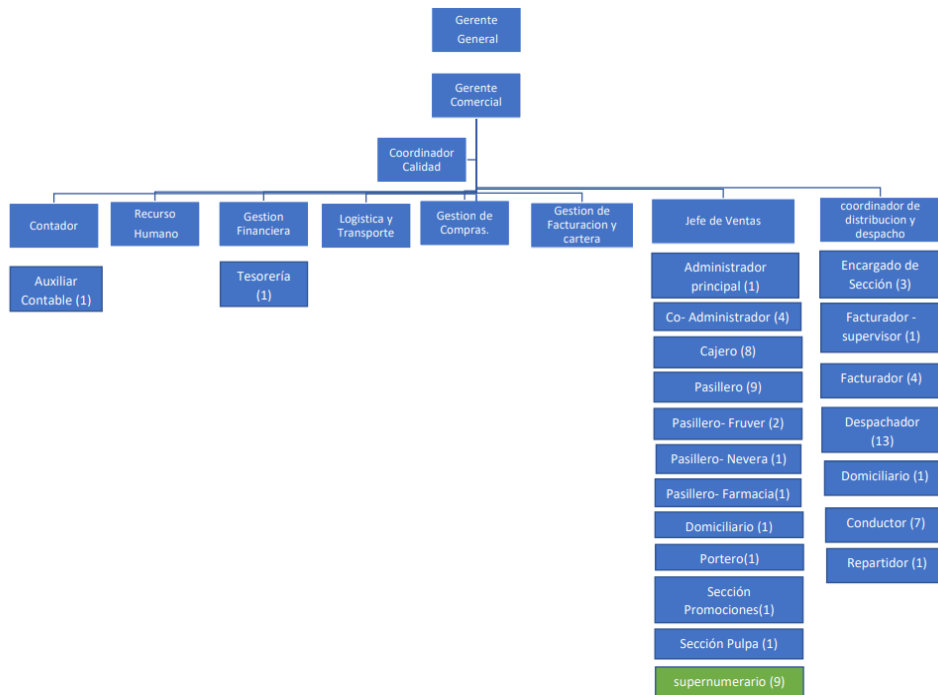 Gerente
General
Gerente
Comercial
Coordinador
Calidad
Contador
Recurso
Humano
Gestion
Financiera
Logistica y
Transporte
Gestion de
Compras.
Gestion de
Facturacion y
cartera
Jefe de Ventas
coordinador de
distribucion y
despacho
Auxiliar
Contable (1)
Tesorería
(1)
Administrador
principal (1)
Co- Administrador (4)
Cajero (8)
Pasillero (9)
Pasillero- Fruver (2)
Pasillero- Nevera (1)
Pasillero- Farmacia(1)
Domiciliario (1)
Portero(1)
Sección
Promociones(1)
Sección Pulpa (1)
supernumerario (9)
Encargado de
Sección (3)
Facturador -
supervisor (1)
Facturador (4)
Despachador
(13)
Domiciliario (1)
Conductor (7)
Repartidor (1)